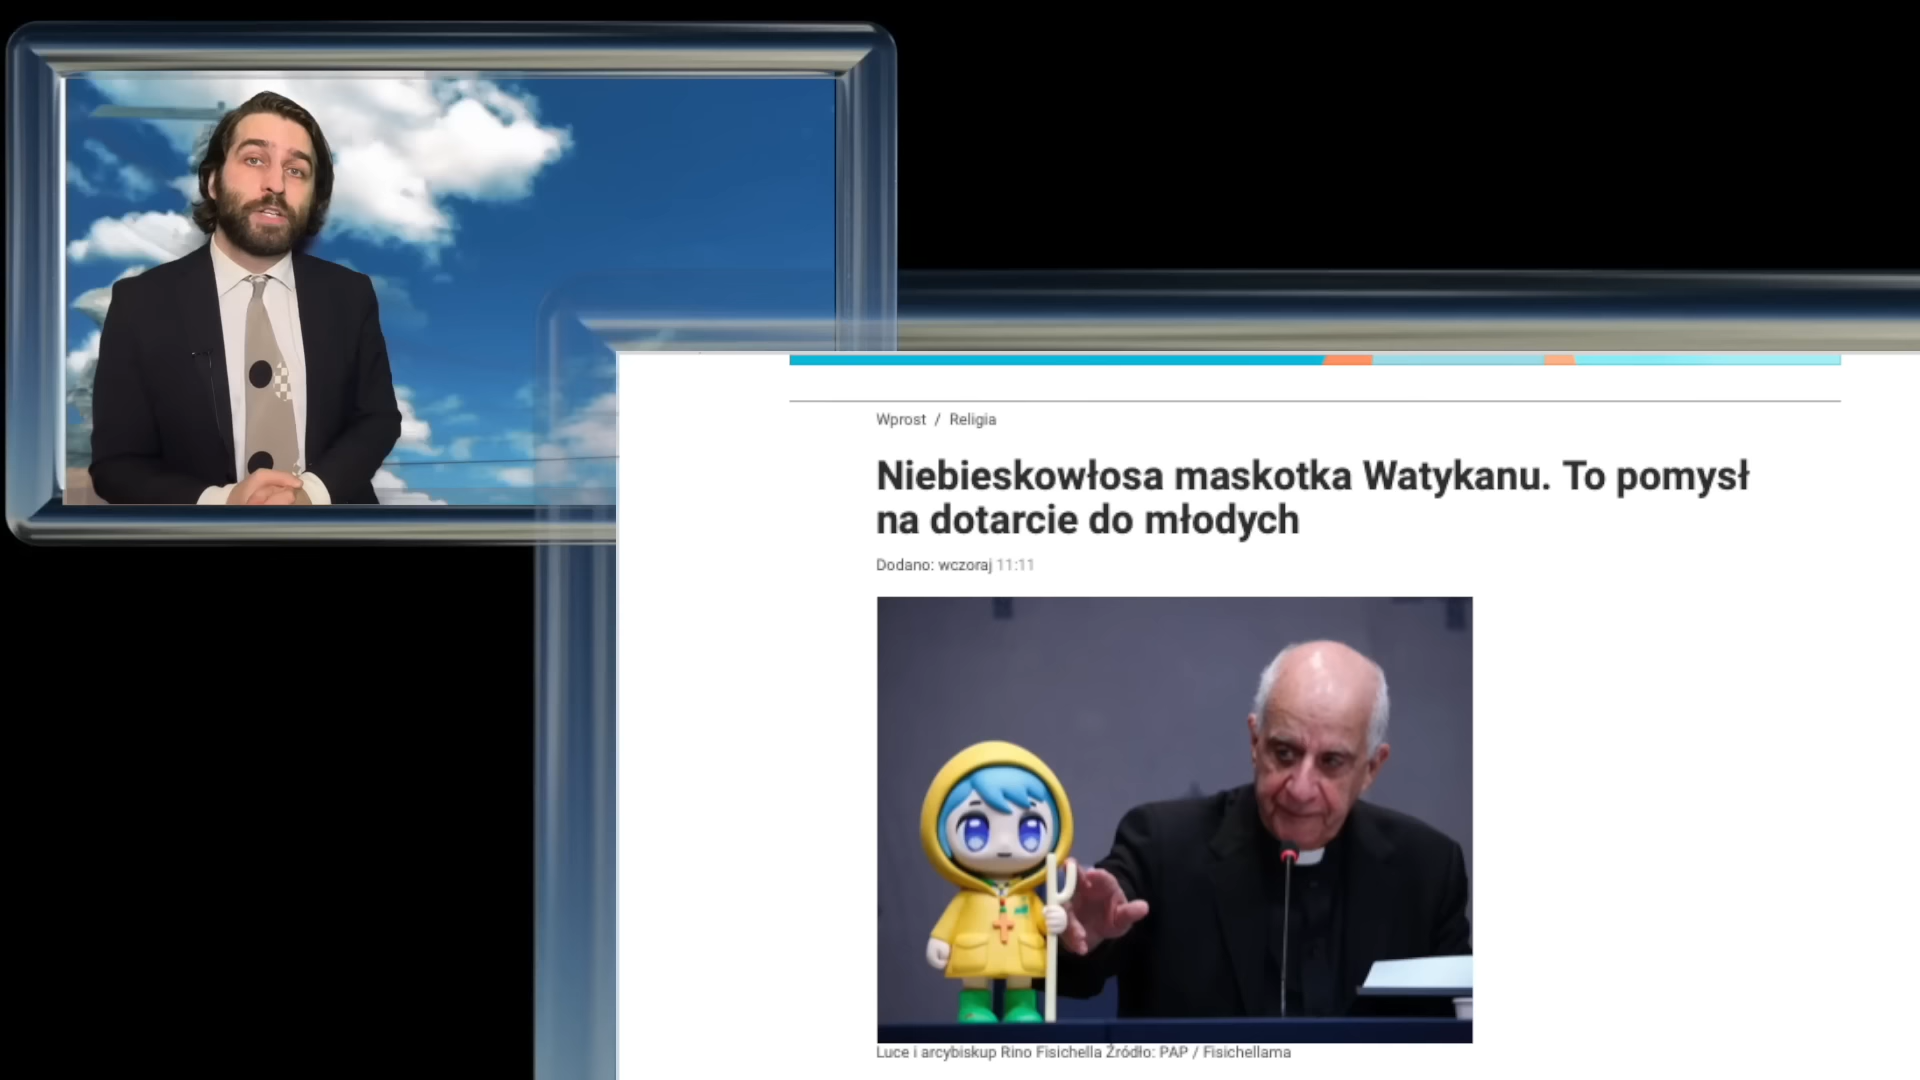 Wprost / Religia
Niebieskowłosa maskotka Watykanu. To pomysł
na dotarcie do młodych
Dodano: wczoraj 11:11
Luce i arcybiskup Rino Fisichella Źródło: PAP / Fisichellama